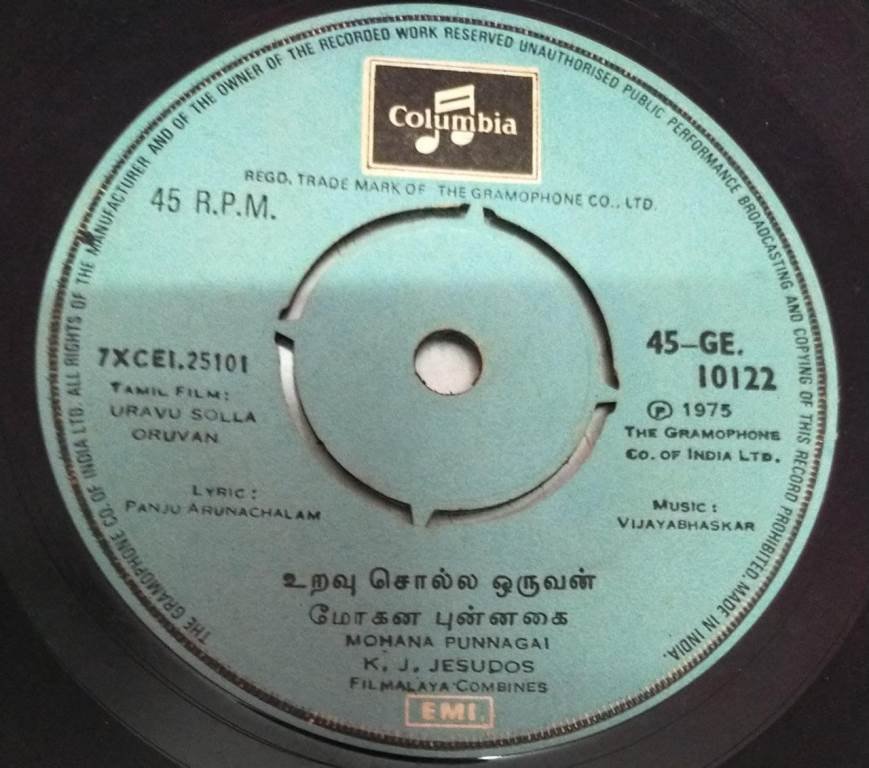 THE GRAMOPHONE CO. OF INDIA LTD. ALL RIGHTS OF THE MANUFACTURER AND OF THE OWNER OF THE RECORDED WORK RESERVED UNAUTHORISED PUBLIC PERFORMANCE BROADCASTING AND COPYING OF THIS RECORD PROHIBITED. MADE IN INDIA.
Columbia
REGD. TRADE MARK OF THE GRAMOPHONE CO., LTD.
45 R.P.M.
7XCEI.25101
TAMIL FILM:
URAVU SOLLA
ORUVAN
LYRIC:
PANJU ARUNACHALAM
45-GE.
10122
Ⓟ 1975
THE GRAMOPHONE
CO. OF INDIA LTD.
MUSIC:
VIJAYABHASKAR
உறவு சொல்ல ஒருவன்
மோகன புன்னகை
MOHANA PUNNAGAI
K. J. JESUDOS
FILMALAYA COMBINES
EMI